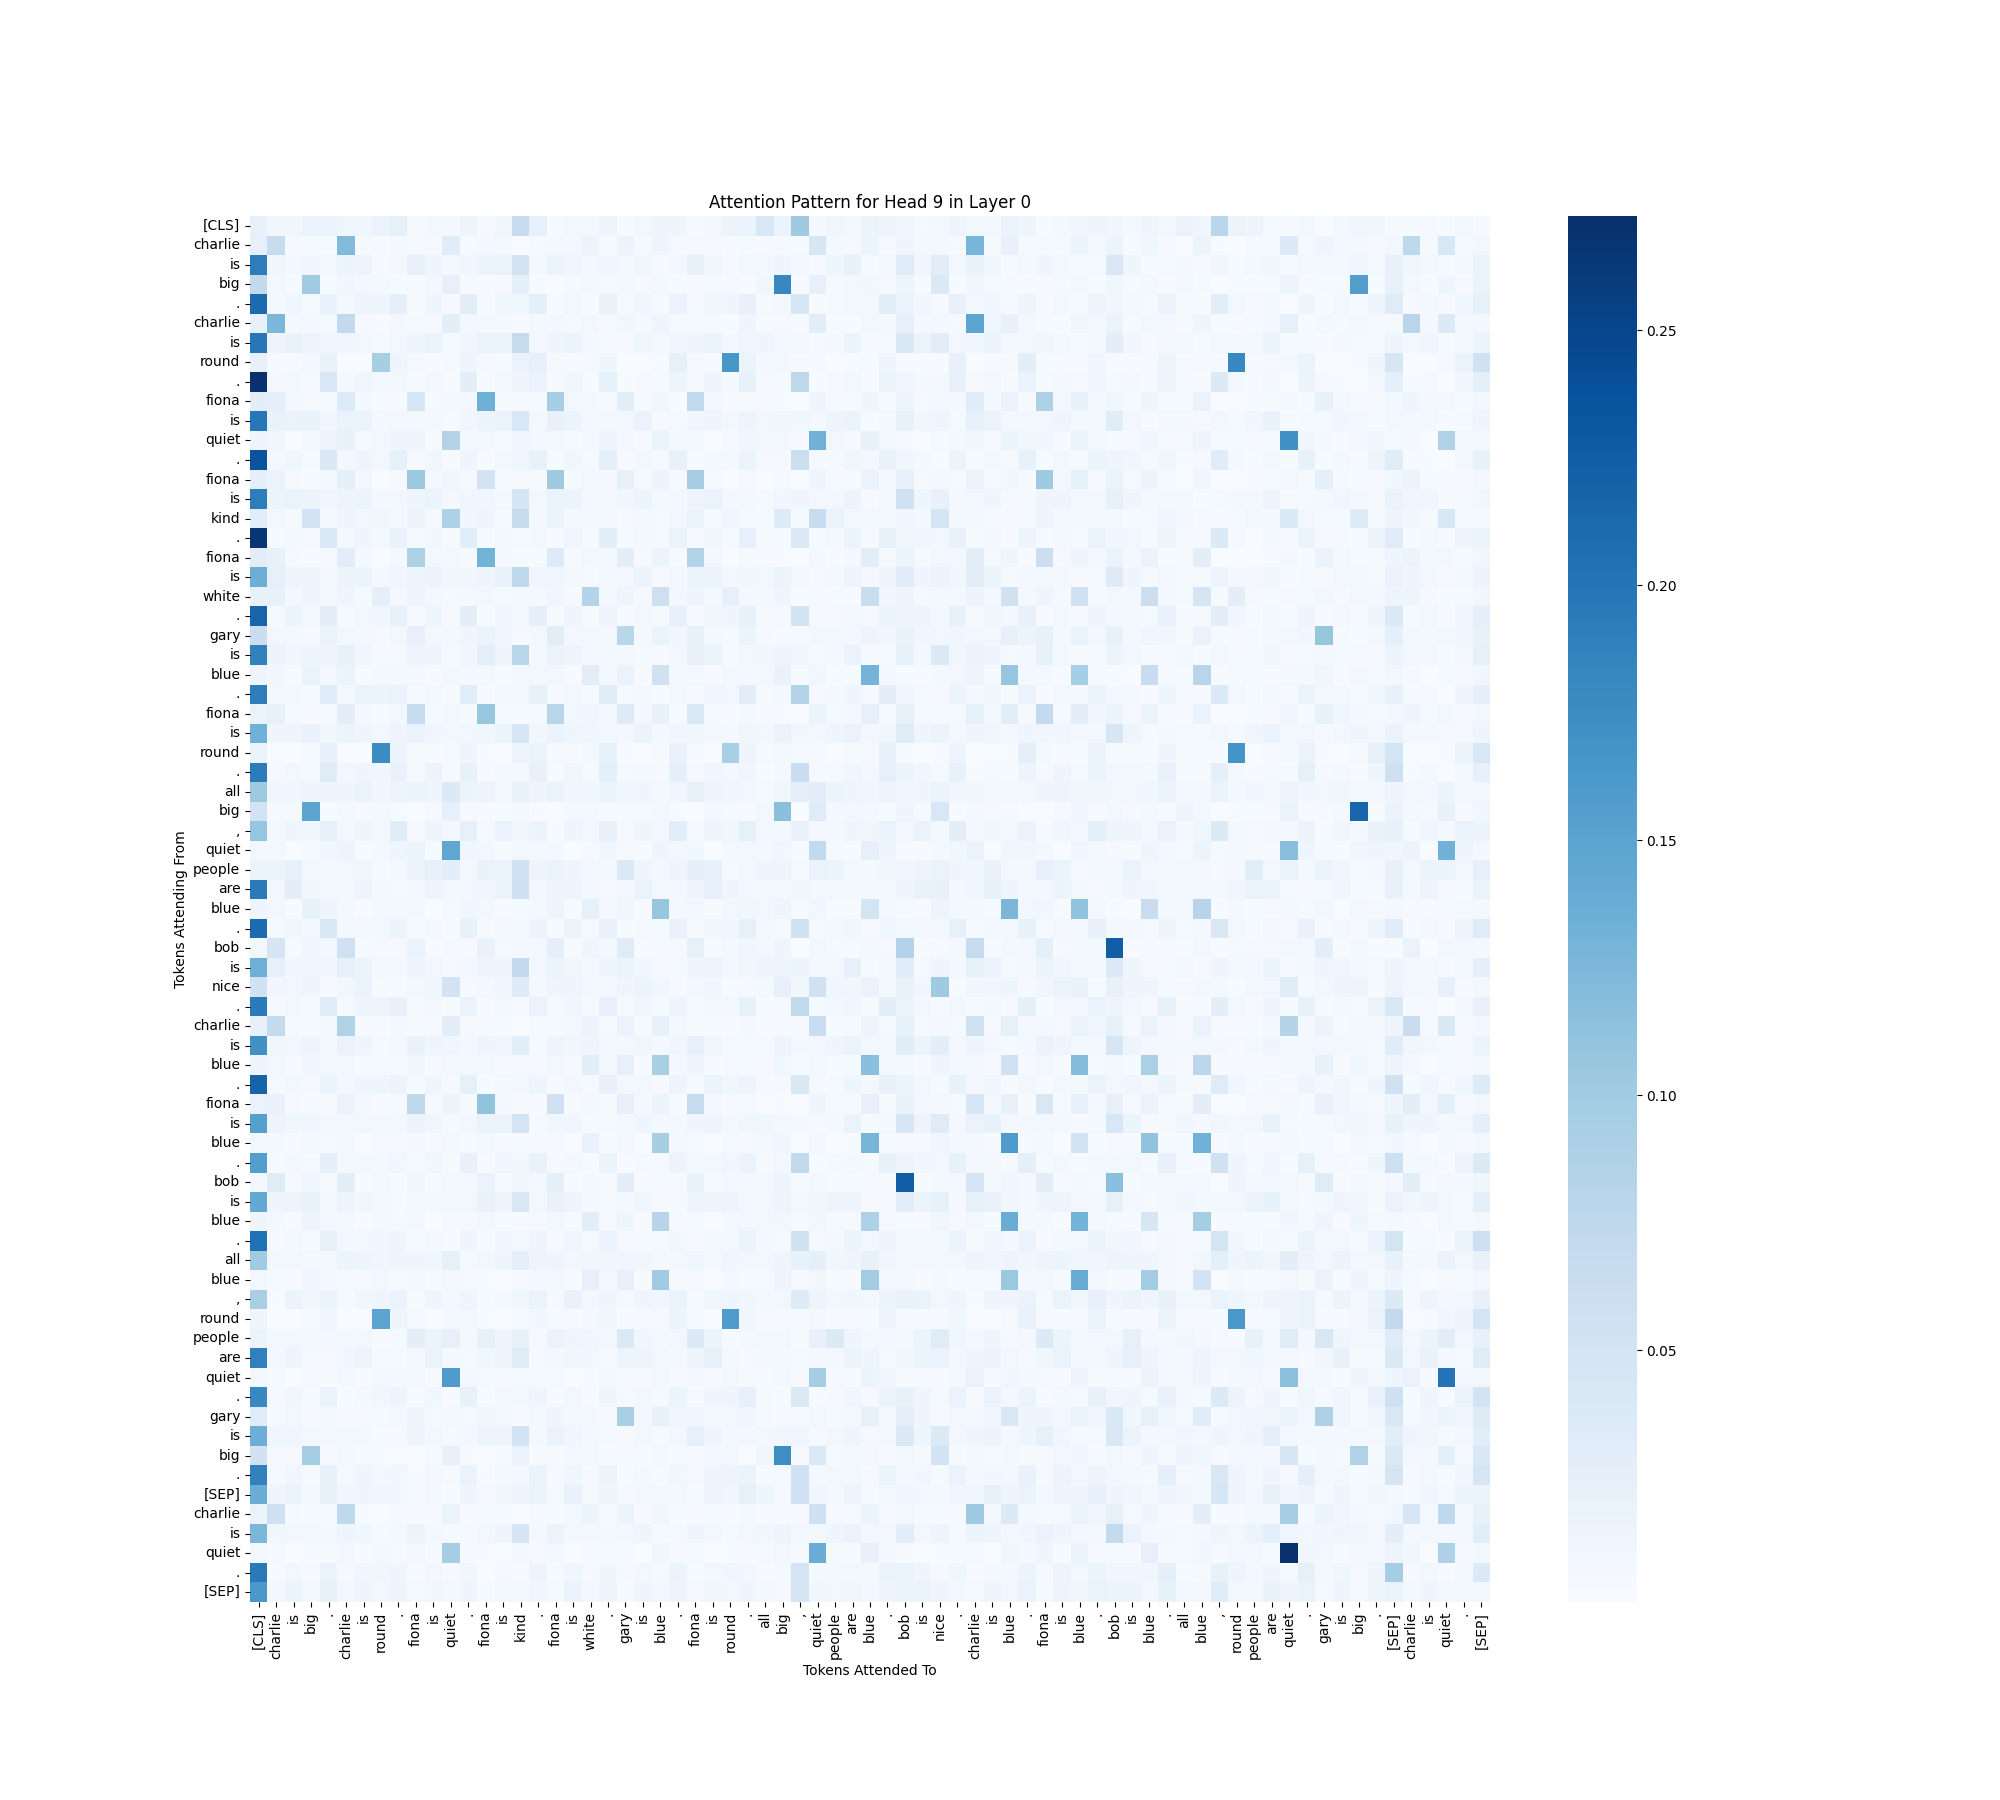 Attention Pattern for Head 9 in Layer 0
Tokens Attending From
[CLS]
charlie
is
big
.
charlie
is
round
.
fiona
is
quiet
.
fiona
is
kind
.
fiona
is
white
.
gary
is
blue
.
fiona
is
round
.
all
big
,
quiet
people
are
blue
.
bob
is
nice
.
charlie
is
blue
.
fiona
is
blue
.
bob
is
blue
.
all
blue
,
round
people
are
quiet
.
gary
is
big
.
[SEP]
charlie
is
quiet
.
[SEP]
[CLS] charlie is big . charlie is round . fiona is quiet . fiona is kind . fiona is white . gary is blue . fiona is round . all big , quiet people are blue . bob is nice . charlie is blue . fiona is blue . bob is blue . all blue , round people are quiet . gary is big . [SEP] charlie is quiet . [SEP]
Tokens Attended To
0.25
0.20
0.15
0.10
0.05